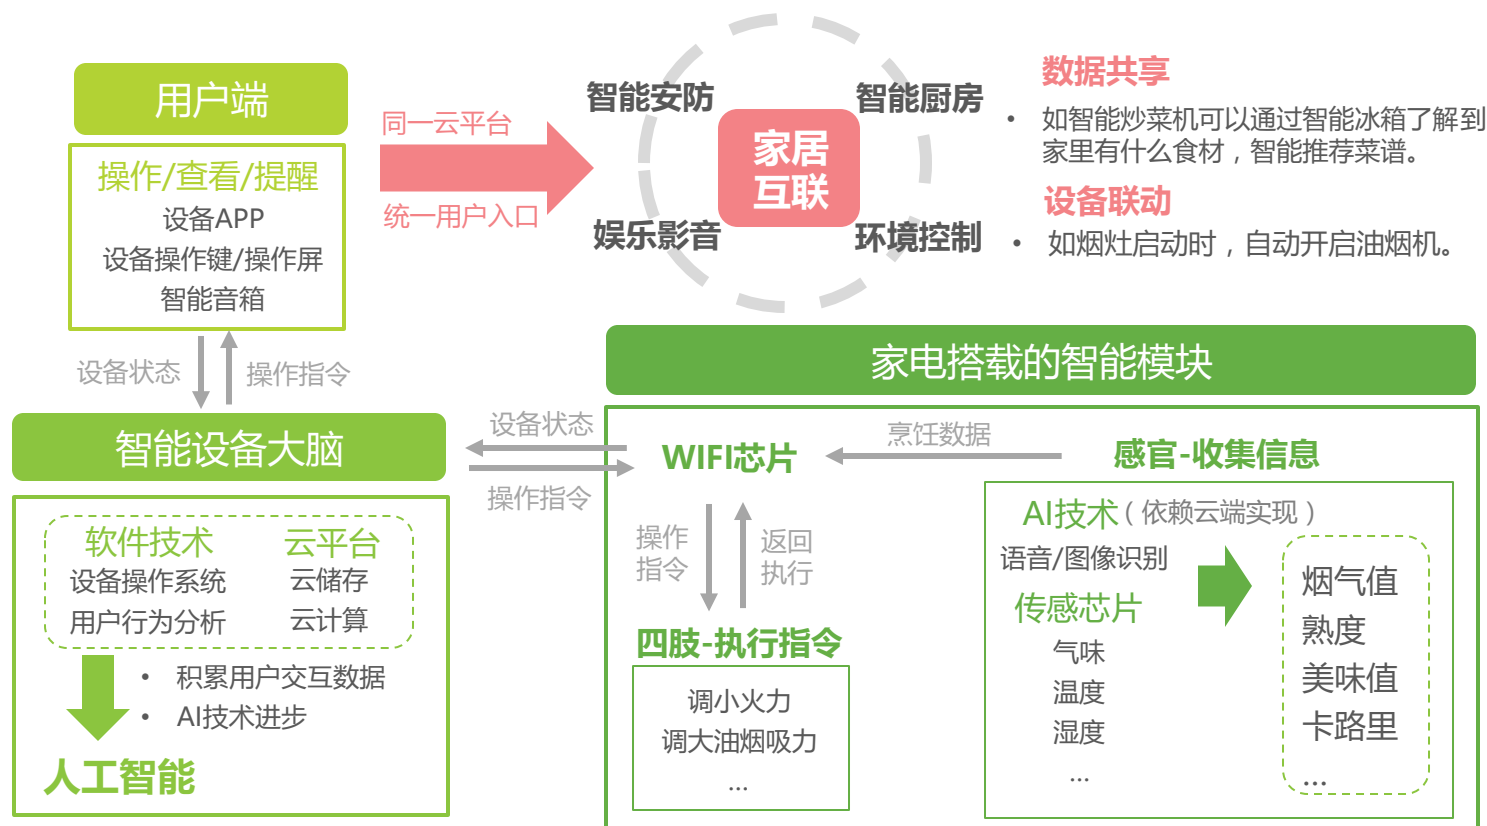 用户端
操作/查看/提醒
设备APP
设备操作键/操作屏
智能音箱
同一云平台
统一用户入口
智能安防
智能厨房
家居
互联
娱乐影音
环境控制
数据共享
• 如智能炒菜机可以通过智能冰箱了解到
家里有什么食材，智能推荐菜谱。
设备联动
• 如烟灶启动时，自动开启油烟机。
设备状态
操作指令
智能设备大脑
软件技术
设备操作系统
用户行为分析
云平台
云储存
云计算
• 积累用户交互数据
• AI技术进步
人工智能
设备状态
操作指令
家电搭载的智能模块
WIFI芯片
烹饪数据
感官-收集信息
操作
指令
返回
执行
四肢-执行指令
调小火力
调大油烟吸力
...
AI技术（依赖云端实现）
语音/图像识别
传感芯片
气味
温度
湿度
...
烟气值
熟度
美味值
卡路里
...